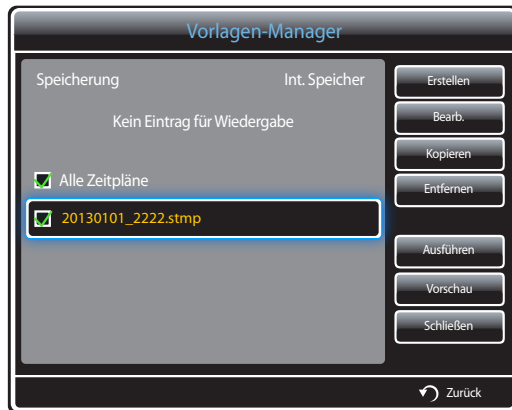 Vorlagen-Manager
Speicherung Int. Speicher
Kein Eintrag für Wiedergabe
Alle Zeitpläne
20130101_2222.stmp
Erstellen
Bearb.
Kopieren
Entfernen
Ausführen
Vorschau
Schließen
Zurück